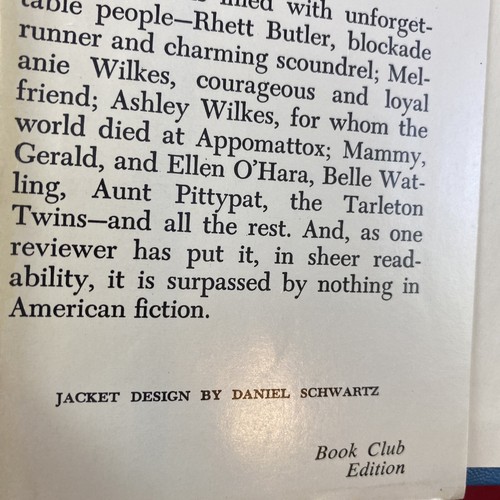 table people—Rhett Butler, blockade
with unforget-
runner and charming scoundrel; Mel-
anie Wilkes, courageous and loyal
friend; Ashley Wilkes, for whom the
world died at Appomattox; Mammy,
Gerald, and Ellen O'Hara, Belle Wat-
ling, Aunt Pittypat, the Tarleton
Twins—and all the rest. And, as one
reviewer has put it, in sheer read-
ability, it is surpassed by nothing in
American fiction.
JACKET DESIGN BY DANIEL SCHWARTZ
Book Club
Edition